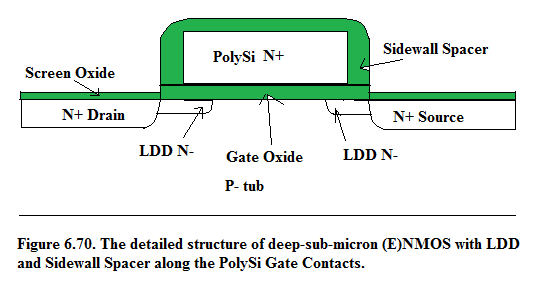 PolySi N+
Sidewall Spacer
Screen Oxide
N+ Drain
N+ Source
LDD N-
Gate Oxide
LDD N-
P- tub
Figure 6.70. The detailed structure of deep-sub-micron (E)NMOS with LDD
and Sidewall Spacer along the PolySi Gate Contacts.